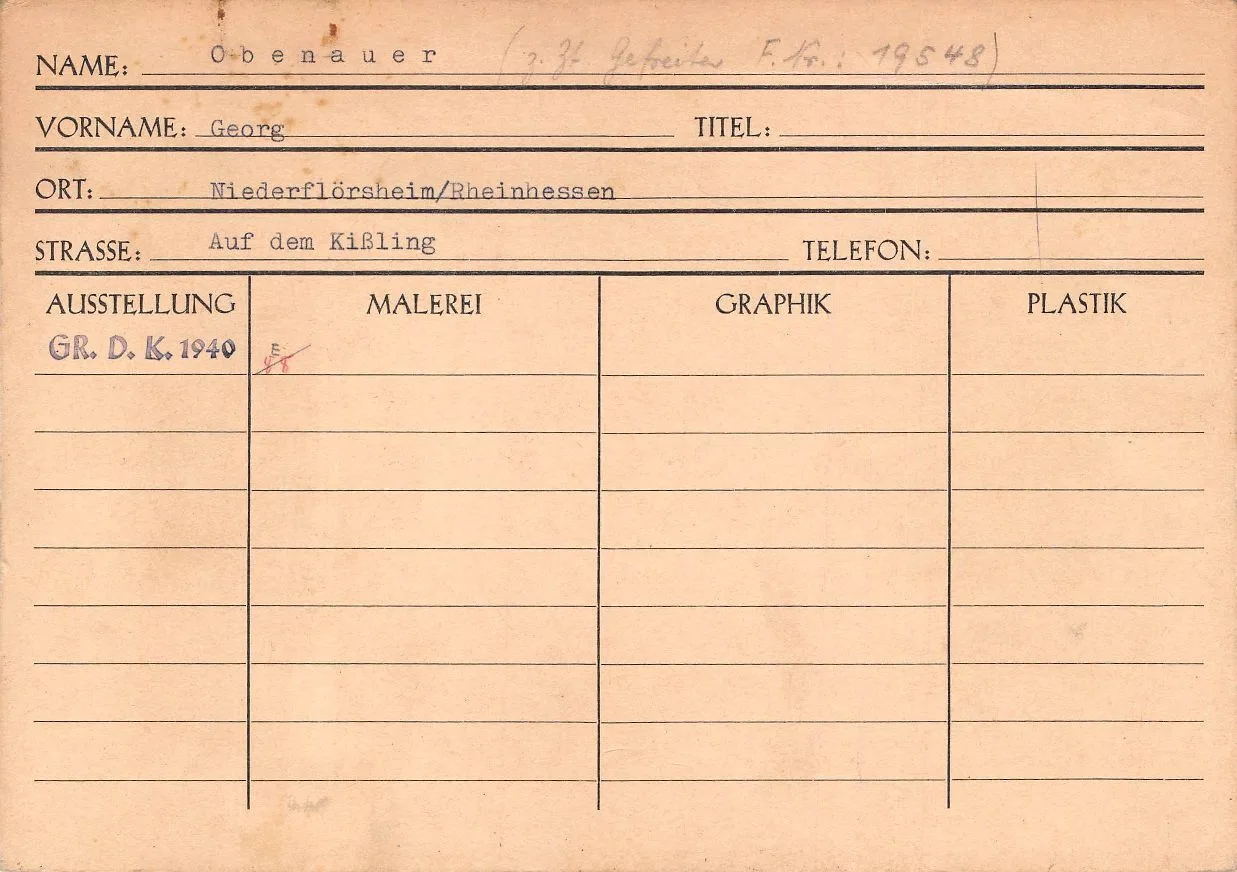 NAME: Obenauer (z. Zt. Gefreiter F. Nr.: 19548)
VORNAME: Georg TITEL:
ORT: Niederflörsheim/Rheinhessen
STRASSE: Auf dem Kißling TELEFON:
AUSSTELLUNG MALEREI GRAPHIK PLASTIK
GR. D. K. 1940 E